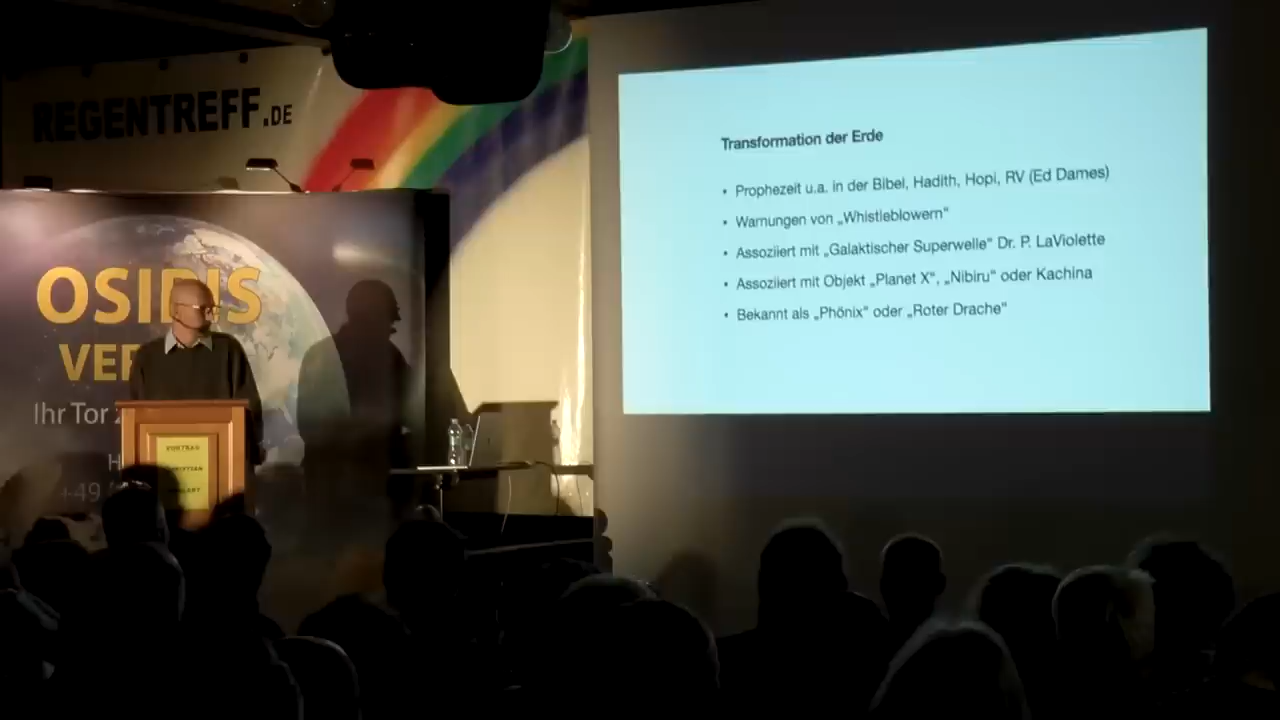 REGENTREFF.DE
OSIRIS
VER
Ihr Tor z
H
+49
VORTRAG
Transformation der Erde
• Prophezeit u.a. in der Bibel, Hadith, Hopi, RV (Ed Dames)
• Warnungen von „Whistleblowern“
• Assoziiert mit „Galaktischer Superwelle“ Dr. P. LaViolette
• Assoziiert mit Objekt „Planet X“, „Nibiru“ oder Kachina
• Bekannt als „Phönix” oder „Roter Drache“